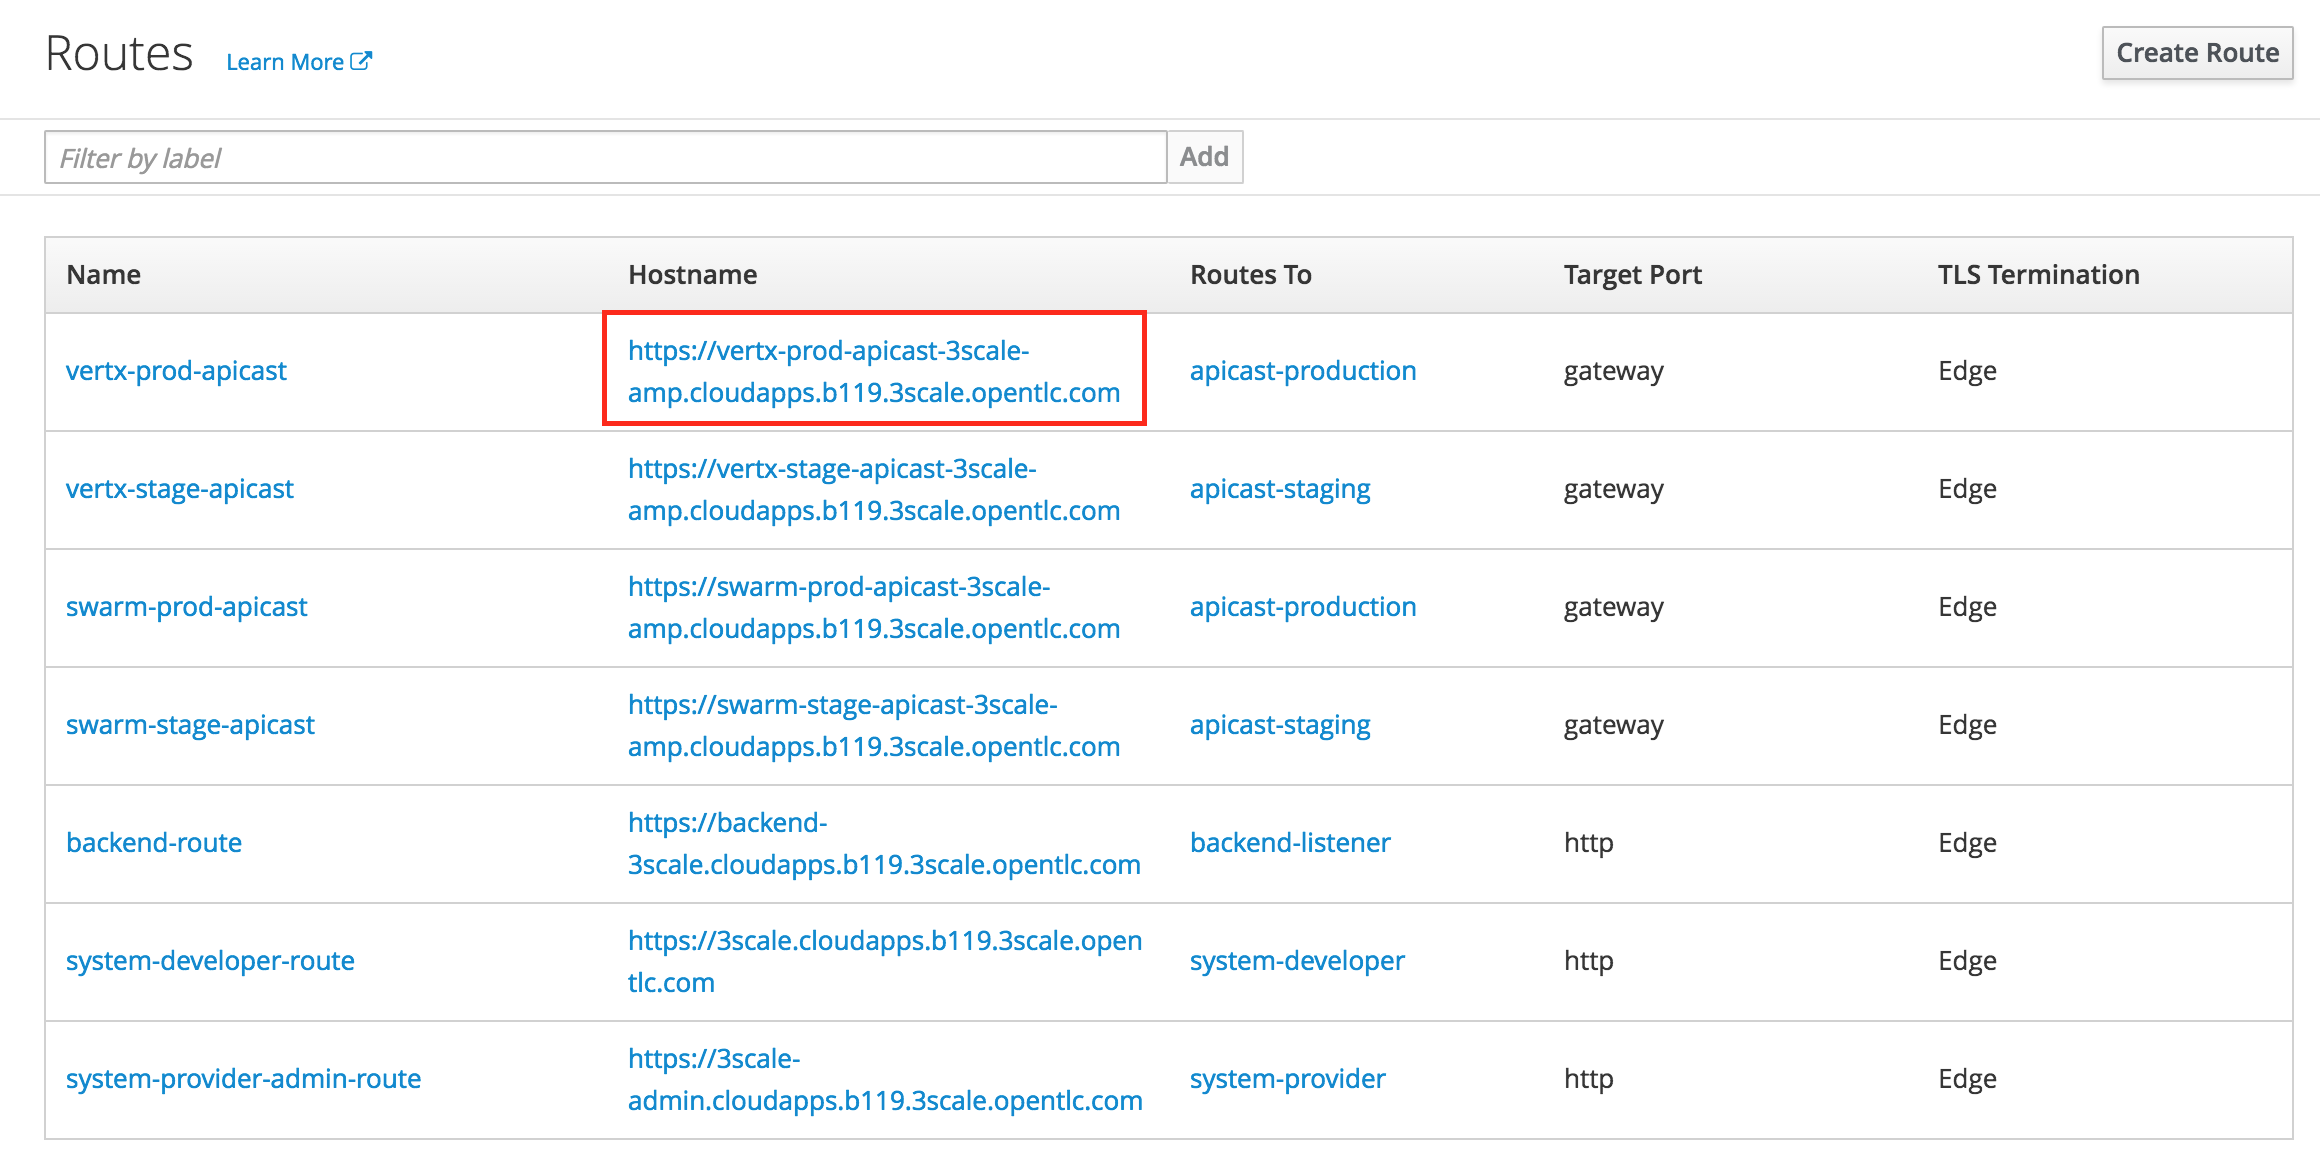 Routes Learn More
Create Route
Filter by label
Add
Name Hostname Routes To Target Port TLS Termination
vertx-prod-apicast
https://vertx-prod-apicast-3scale-
amp.cloudapps.b119.3scale.opentlc.com
apicast-production
gateway
Edge
vertx-stage-apicast
https://vertx-stage-apicast-3scale-
amp.cloudapps.b119.3scale.opentlc.com
apicast-staging
gateway
Edge
swarm-prod-apicast
https://swarm-prod-apicast-3scale-
amp.cloudapps.b119.3scale.opentlc.com
apicast-production
gateway
Edge
swarm-stage-apicast
https://swarm-stage-apicast-3scale-
amp.cloudapps.b119.3scale.opentlc.com
apicast-staging
gateway
Edge
backend-route
https://backend-
3scale.cloudapps.b119.3scale.opentlc.com
backend-listener
http
Edge
system-developer-route
https://3scale.cloudapps.b119.3scale.open
tlc.com
system-developer
http
Edge
system-provider-admin-route
https://3scale-
admin.cloudapps.b119.3scale.opentlc.com
system-provider
http
Edge